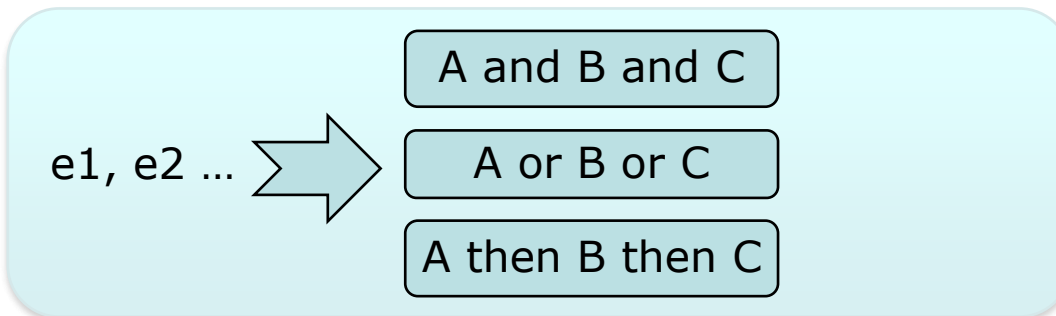 A and B and C
e1, e2 ...
A or B or C
A then B then C